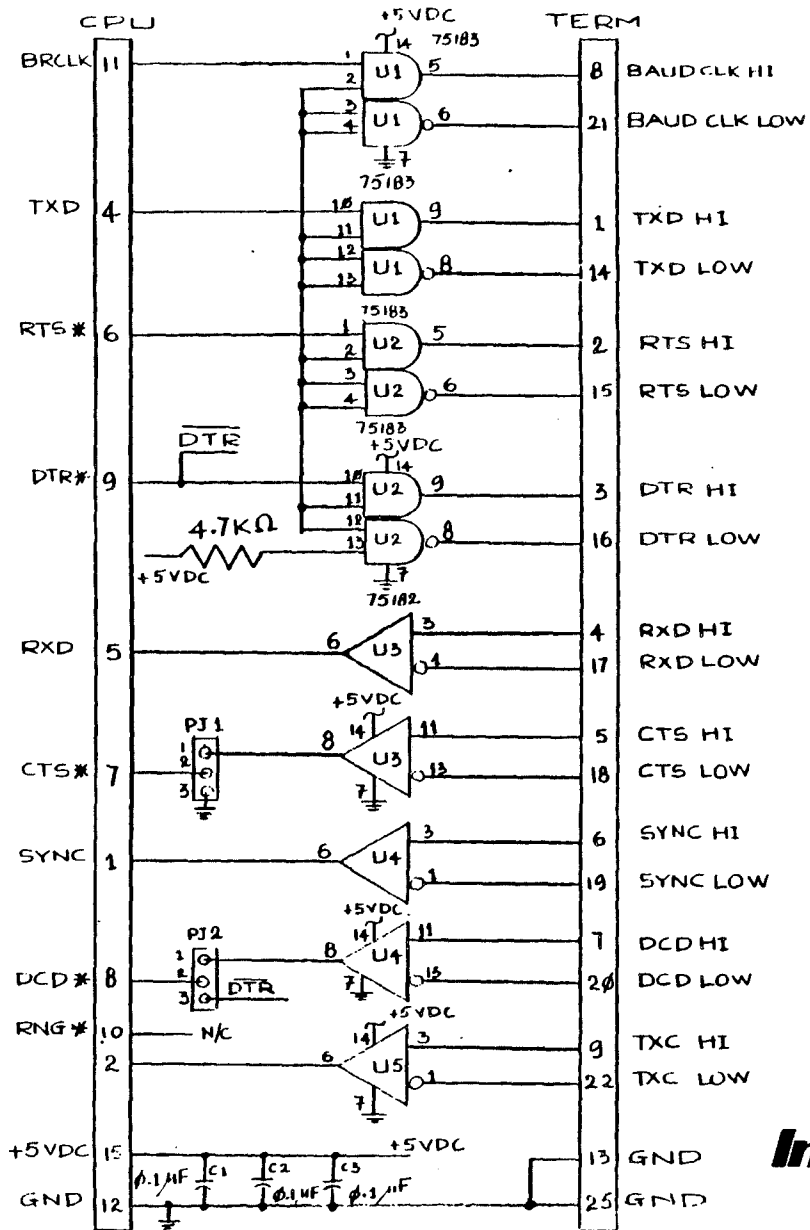 CPU
TERM
+5VDC
75183
BRCLK 11
1
2
14
U1
5
8 BAUDCLK HI
3
4
U1
6
21 BAUD CLK LOW
7
75183
TXD 4
10
11
U1
9
1 TXD HI
12
13
U1
8
14 TXD LOW
75183
RTS* 6
1
2
U2
5
2 RTS HI
3
4
U2
6
15 RTS LOW
75183
DTR
+5VDC
14
DTR* 9
10
11
U2
9
3 DTR HI
4.7KΩ
12
13
U2
8
16 DTR LOW
+5VDC
7
75182
RXD 5
6
U3
3
4 RXD HI
1
17 RXD LOW
+5VDC
PJ1
14
1
8
U3
11
5 CTS HI
CTS* 7
2
13
18 CTS LOW
3
7
SYNC 1
6
U4
3
6 SYNC HI
1
19 SYNC LOW
+5VDC
PJ2
14
1
8
U4
11
7 DCD HI
DCD* 8
2
13
2Ø DCD LOW
3
DTR
7
+5VDC
RNG* 10
N/C
14
3
9 TXC HI
2
6
U5
1
22 TXC LOW
7
+5VDC 15
+5VDC
13 GND
Ø.1µF
C1
C2
C3
Ø.1µF
Ø.1µF
GND 12
25 GND
In